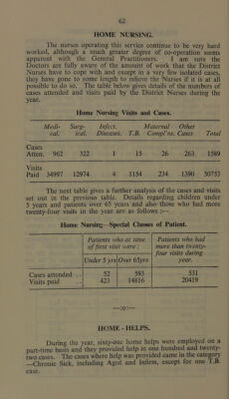 62
HOME NURSING.
The nurses operating this service continue to be very hard
worked, although a much greater degree of co-operation seems
apparent with the General Practitioners. I am sure the
Doctors are fully aware of the amount of work that the District
Nurses have to cope with and except in a very few isolated cases,
they have gone to some length to relieve the Nurses if it is at all
possible to do so. The table below gives details of the numbers of
cases attended and visits paid by the District Nurses during the
year.
Home Nursing Visits and Cases.
Medi- Surg- Infect. Maternal Other
ical. ical. Diseases. T.B. Comp'ns. Cases Total
Cases
Atten. 962 322 1 15 26 263 1589
Visits
Paid 34997 12974 4 1154 234 1390 50753
The next table gives a further analysis of the cases and visits
set out in the previous table. Details regarding children under
5 years and patients over 65 years and also those who had more
twenty-four visits in the year are as follows :—
Home Nursing—Special Classes of Patient.
Patients who at time Patients who had
of first visit were : more than twenty-
four visits during
Under 5 yrs Over 65yrs year.
Cases attended .. 52 593 531
Visits paid .. 423 14816 20419
HOME-HELPS.
During the year, sixty-one home helps were employed on a
part-time basis and they provided help in one hundred and twenty-
two cases. The cases where help was provided came in the category
—Chronic Sick, including Aged and Infirm, except for one T.B.
case.